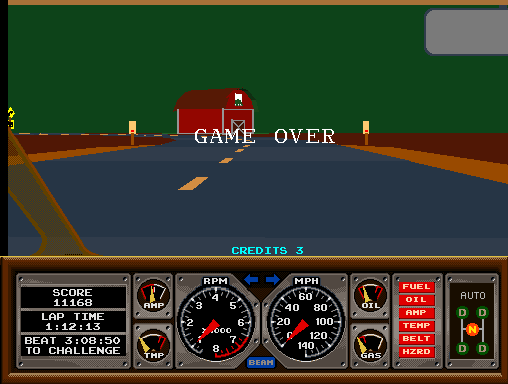 GAME OVER
CREDITS 3
SCORE
11168
LAP TIME
1:12:13
BEAT 3:08:50
TO CHALLENGE
AMP
TMP
RPM
1
2
3
4
5
6
7
8
BEAM
MPH
0
20
40
60
80
100
120
140
OIL
GAS
FUEL
OIL
AMP
TEMP
BELT
HZRD
AUTO
D D
N
D D